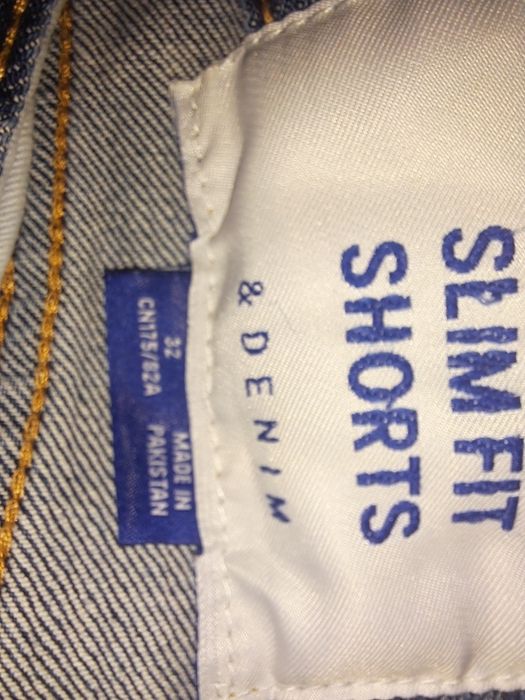 SLIM FIT
SHORTS
& DENIM
32
CN175/82A
MADE IN
PAKISTAN